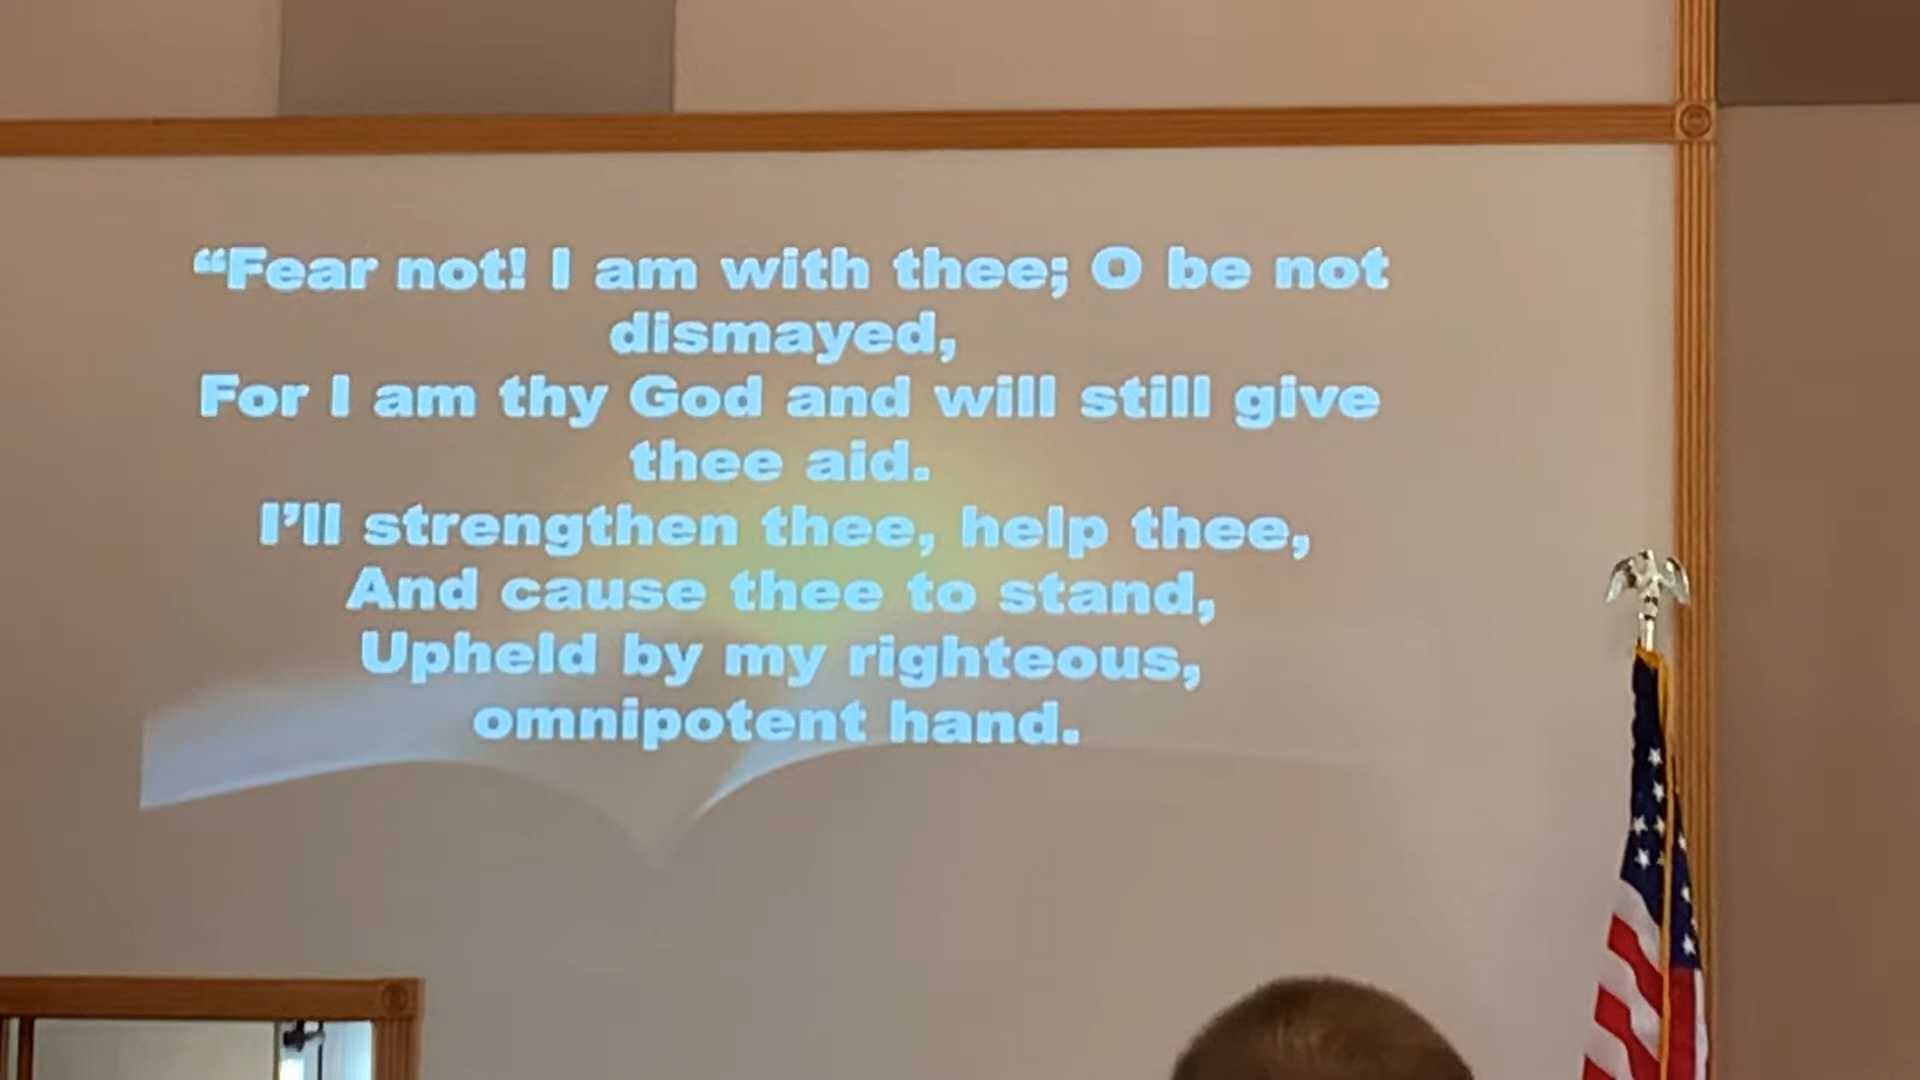 “Fear not! I am with thee; O be not
dismayed,
For I am thy God and will still give
thee aid.
I’ll strengthen thee, help thee,
And cause thee to stand,
Upheld by my righteous,
omnipotent hand.